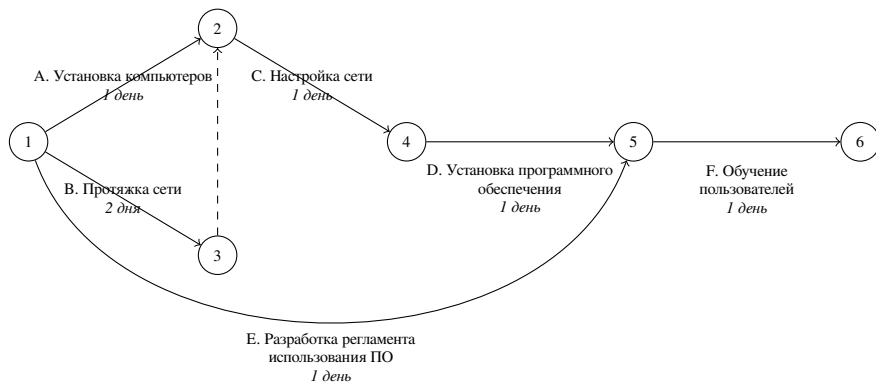 2
A. Установка компьютеров
1 день
C. Настройка сети
1 день
1
4
5
6
B. Протяжка сети
2 дня
D. Установка программного
обеспечения
1 день
F. Обучение
пользователей
1 день
3
E. Разработка регламента
использования ПО
1 день